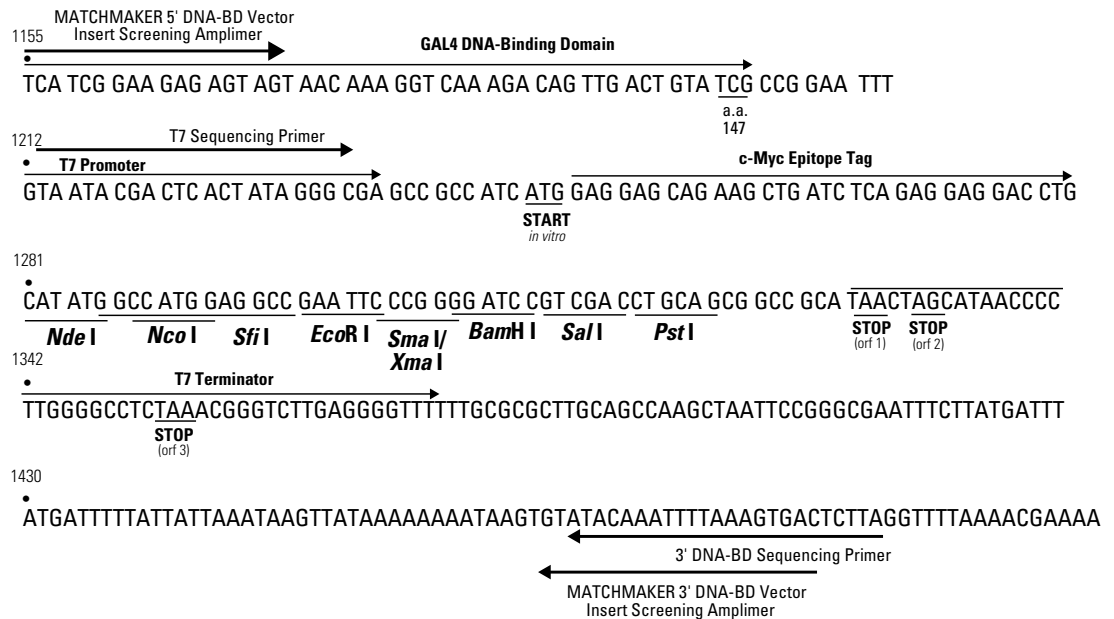 MATCHMAKER 5' DNA-BD Vector
Insert Screening Amplimer
1155
GAL4 DNA-Binding Domain
TCA TCG GAA GAG AGT AGT AAC AAA GGT CAA AGA CAG TTG ACT GTA TCG CCG GAA TTT
a.a.
147
T7 Sequencing Primer
1212
T7 Promoter
c-Myc Epitope Tag
GTA ATA CGA CTC ACT ATA GGG CGA GCC GCC ATC ATG GAG GAG CAG AAG CTG ATC TCA GAG GAG GAC CTG
START
in vitro
1281
CAT ATG GCC ATG GAG GCC GAA TTC CCG GGG ATC CGT CGA CCT GCA GCG GCC GCA TAACTAGCATAACCCC
Nde I
Nco I
Sfi I
EcoR I
Sma I/
Xma I
BamH I
Sal I
Pst I
STOP
(orf 1)
STOP
(orf 2)
1342
T7 Terminator
TTGGGGCCTCTAAACGGGTCTTGAGGGGTTTTTTGCGCGCTTGCAGCCAAGCTAATTCCGGGCGAATTTCTTATGATTT
STOP
(orf 3)
1430
ATGATTTTTATTATTAAATAAGTTATAAAAAAAATAAGTGTATACAAATTTTAAAGTGACTCTTAGGTTTTAAAACGAAAA
3' DNA-BD Sequencing Primer
MATCHMAKER 3' DNA-BD Vector
Insert Screening Amplimer